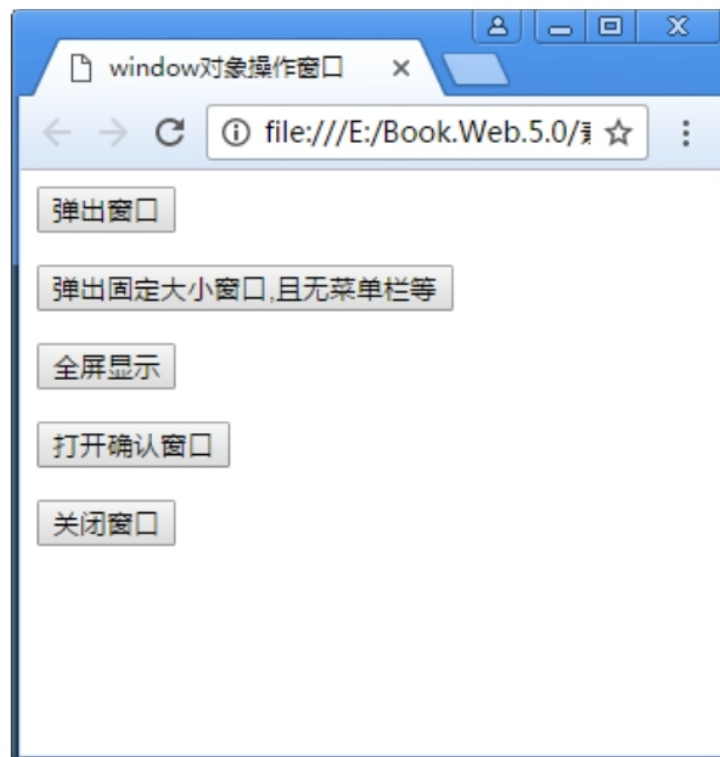 window对象操作窗口
file:///E:/Book.Web.5.0/
弹出窗口
弹出固定大小窗口,且无菜单栏等
全屏显示
打开确认窗口
关闭窗口